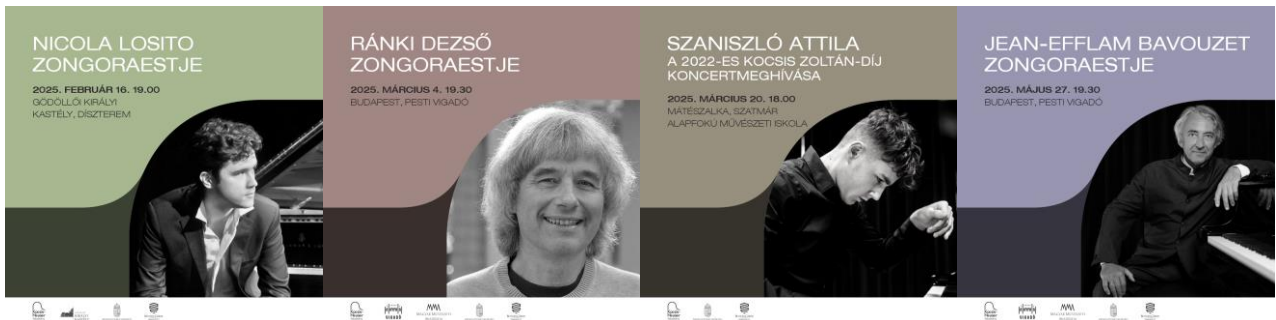 NICOLA LOSITO
ZONGORAESTJE
2025. FEBRUÁR 16. 19.00
GÖDÖLLŐI KIRÁLYI
KASTÉLY, DÍSZTEREM
RÁNKI DEZSŐ
ZONGORAESTJE
2025. MÁRCIUS 4. 19.30
BUDAPEST, PESTI VIGADÓ
SZANISZLÓ ATTILA
A 2022-ES KOCSIS ZOLTÁN-DÍJ
KONCERTMEGHÍVÁSA
2025. MÁRCIUS 20. 18.00
MÁTÉSZALKA, SZATMÁR
ALAPFOKÚ MŰVÉSZETI ISKOLA
JEAN-EFFLAM BAVOUZET
ZONGORAESTJE
2025. MÁJUS 27. 19.30
BUDAPEST, PESTI VIGADÓ